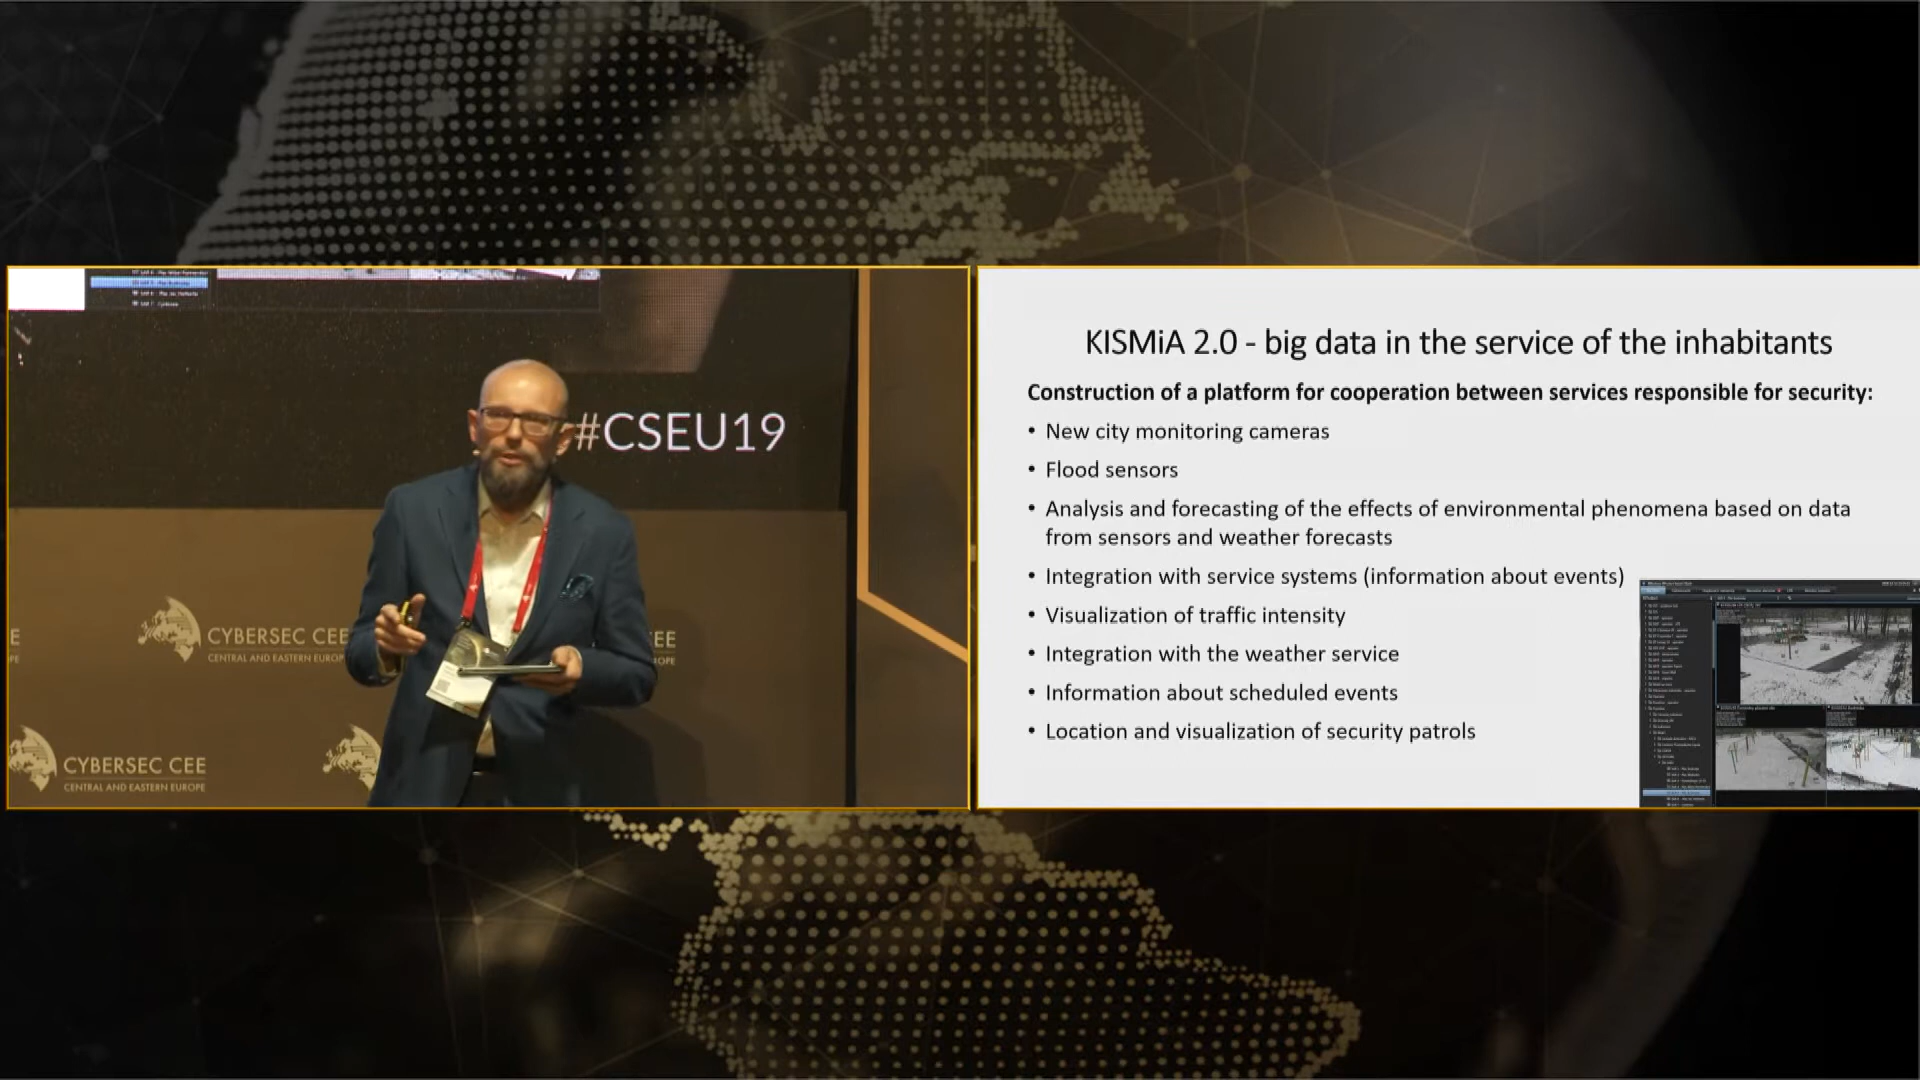 #CSEU19
CYBERSEC CEE
CENTRAL AND EASTERN EUROP
EE
OPE
E
PE
CYBERSEC CEE
CENTRAL AND EASTERN EUROPE
KISMiA 2.0 - big data in the service of the inhabitants
Construction of a platform for cooperation between services responsible for security:
• New city monitoring cameras
• Flood sensors
• Analysis and forecasting of the effects of environmental phenomena based on data
from sensors and weather forecasts
• Integration with service systems (information about events)
• Visualization of traffic intensity
• Integration with the weather service
• Information about scheduled events
• Location and visualization of security patrols